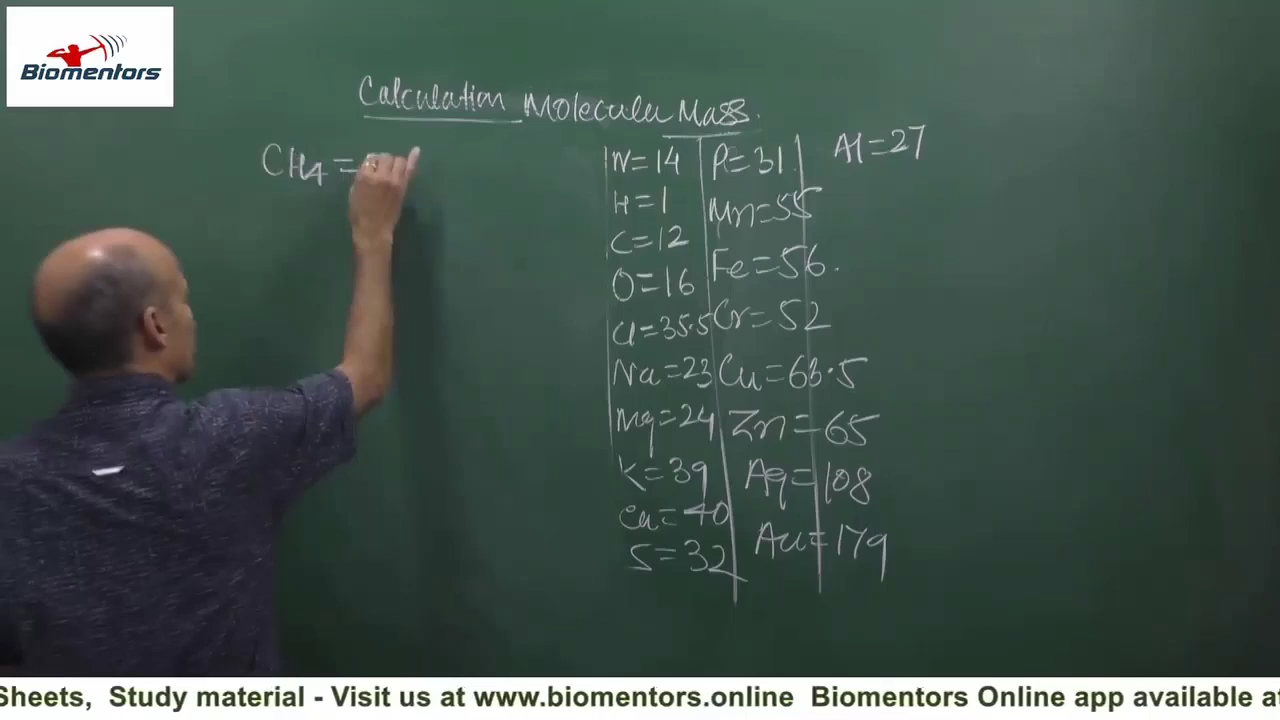 Biomentors
Calculation Molecular Mass.
CH4 =
N=14
H=1
C=12
O=16
Cl=35.5
Na=23
Mg=24
K=39
Ca=40
S=32
P=31
Mn=55
Fe=56.
Cr=52
Cu=63.5
Zn=65
Ag=108
Au=179
Al=27
Sheets, Study material - Visit us at www.biomentors.online Biomentors Online app available at